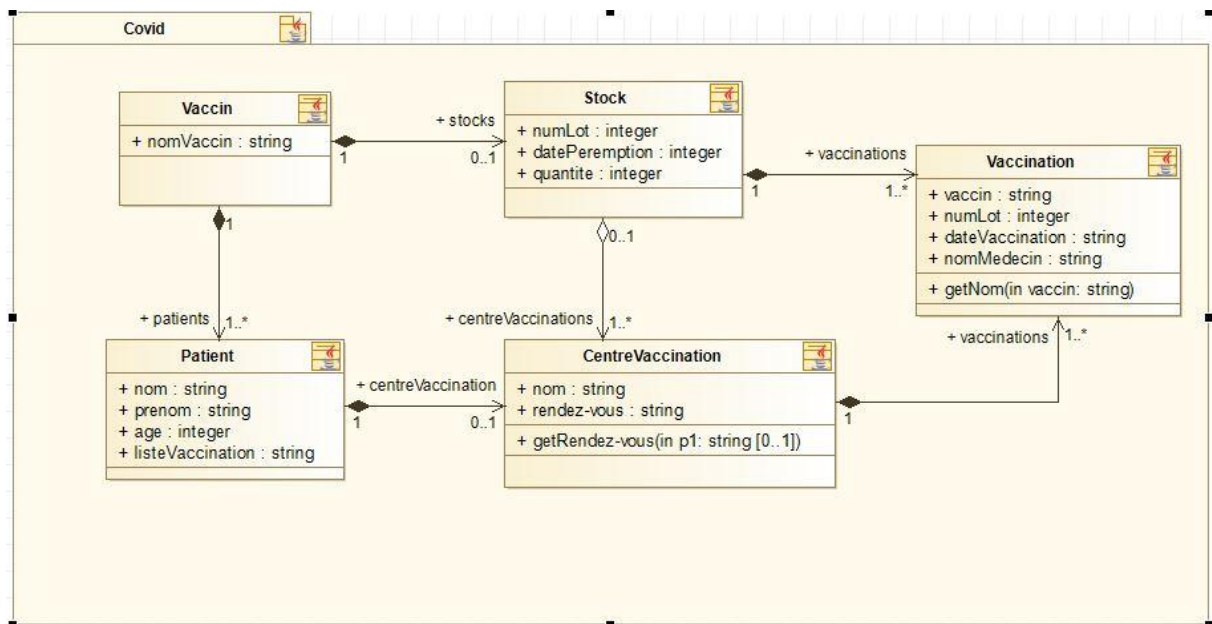 Covid
Vaccin
+ nomVaccin : string
1
+ stocks
0..1
Stock
+ numLot : integer
+ datePeremption : integer
+ quantite : integer
1
+ vaccinations
1..*
Vaccination
+ vaccin : string
+ numLot : integer
+ dateVaccination : string
+ nomMedecin : string
+ getNom(in vaccin: string)
1
+ patients
1..*
0..1
+ centreVaccinations
1..*
+ vaccinations
1..*
Patient
+ nom : string
+ prenom : string
+ age : integer
+ listeVaccination : string
+ centreVaccination
1
0..1
CentreVaccination
+ nom : string
+ rendez-vous : string
+ getRendez-vous(in p1: string [0..1])
1